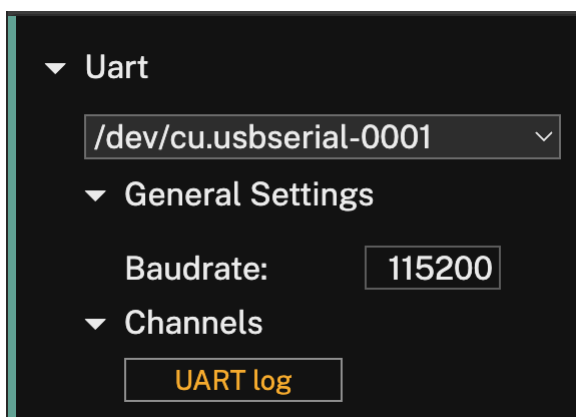 Uart
/dev/cu.usbserial-0001
General Settings
Baudrate: 115200
Channels
UART log